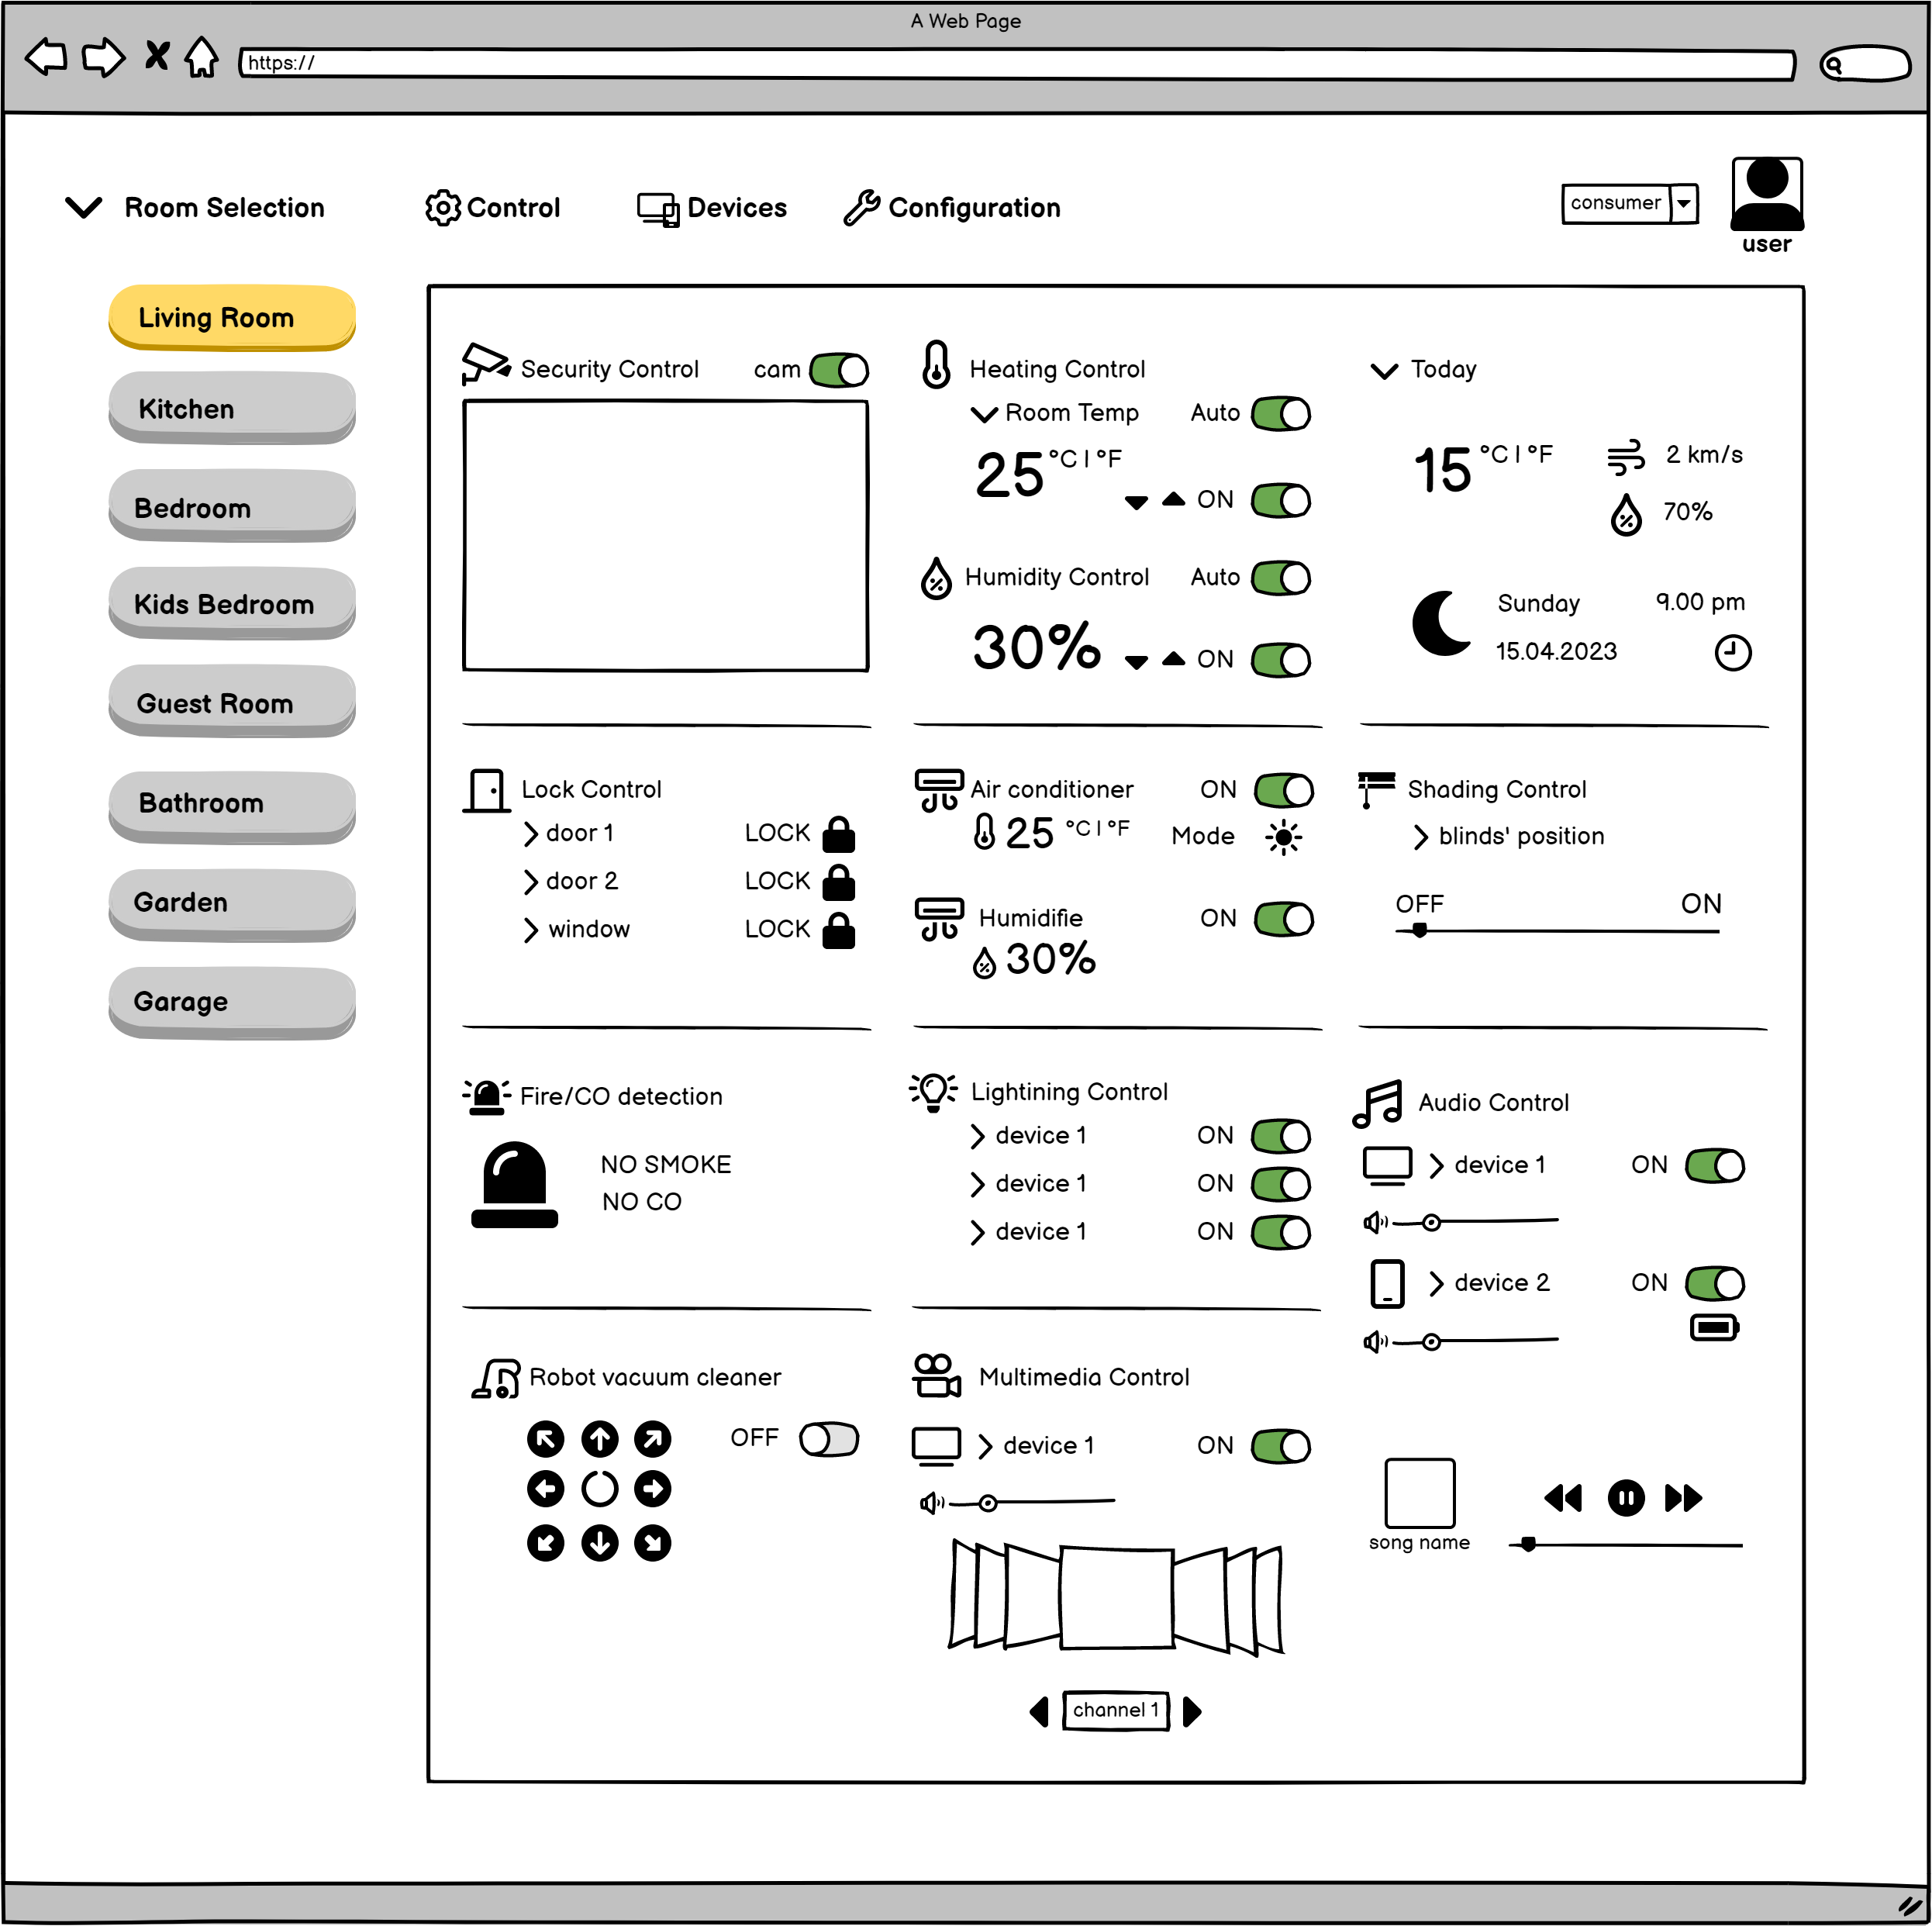 A Web Page
https://
Room Selection
Control
Devices
Configuration
consumer
user
Living Room
Kitchen
Bedroom
Kids Bedroom
Guest Room
Bathroom
Garden
Garage
Security Control
cam
Heating Control
Room Temp
Auto
25 °C | °F
ON
Humidity Control
Auto
30%
ON
Today
15 °C | °F
2 km/s
70%
Sunday
9.00 pm
15.04.2023
Lock Control
door 1
LOCK
door 2
LOCK
window
LOCK
Air conditioner
ON
25 °C | °F
Mode
Humidifie
ON
30%
Shading Control
blinds' position
OFF
ON
Fire/CO detection
NO SMOKE
NO CO
Lightining Control
device 1
ON
device 1
ON
device 1
ON
Audio Control
device 1
ON
device 2
ON
Robot vacuum cleaner
OFF
Multimedia Control
device 1
ON
channel 1
song name